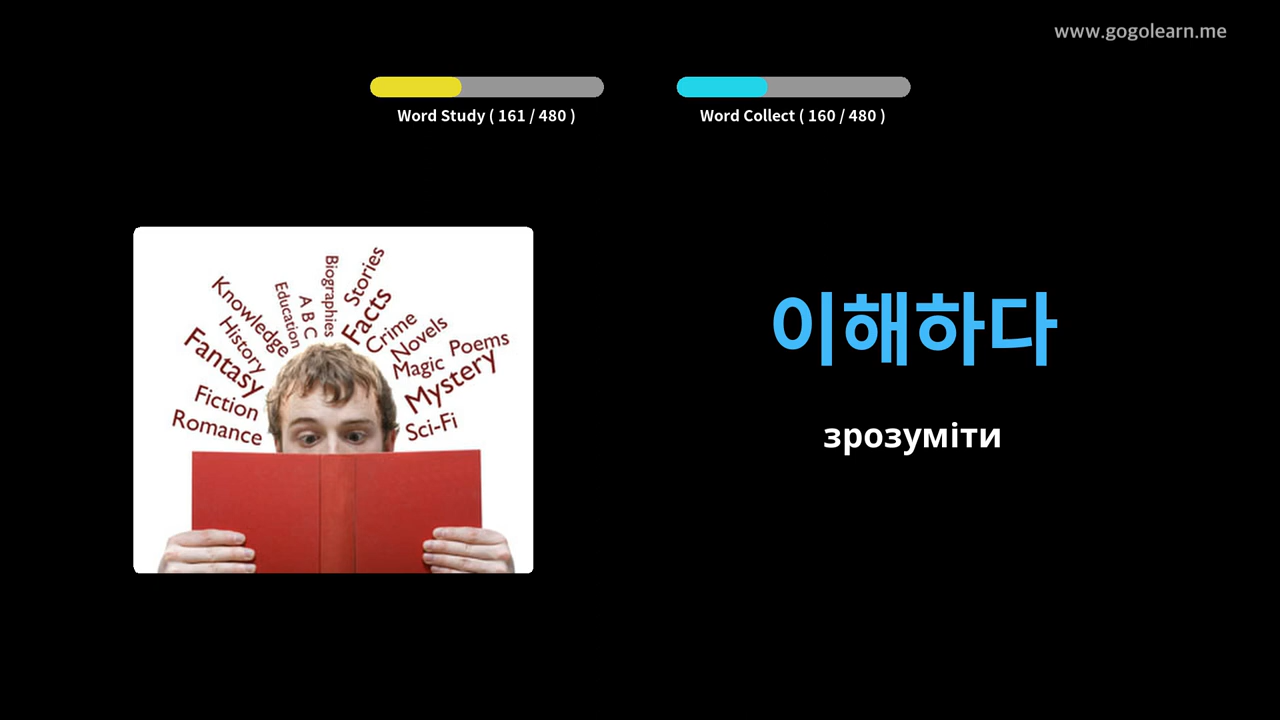 www.gogolearn.me
Word Study ( 161 / 480 )
Word Collect ( 160 / 480 )
Knowledge
History
Fantasy
Fiction
Romance
Education
A B C
Biographies
Stories
Facts
Crime
Novels
Magic
Poems
Mystery
Sci-Fi
이해하다
зрозуміти